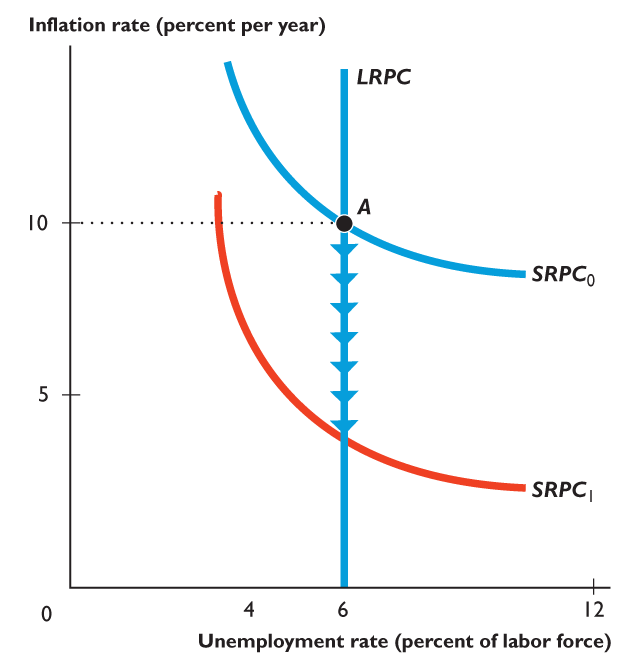 Inflation rate (percent per year)
LRPC
A
10
SRPC₀
5
SRPC₁
0
4 6 12
Unemployment rate (percent of labor force)